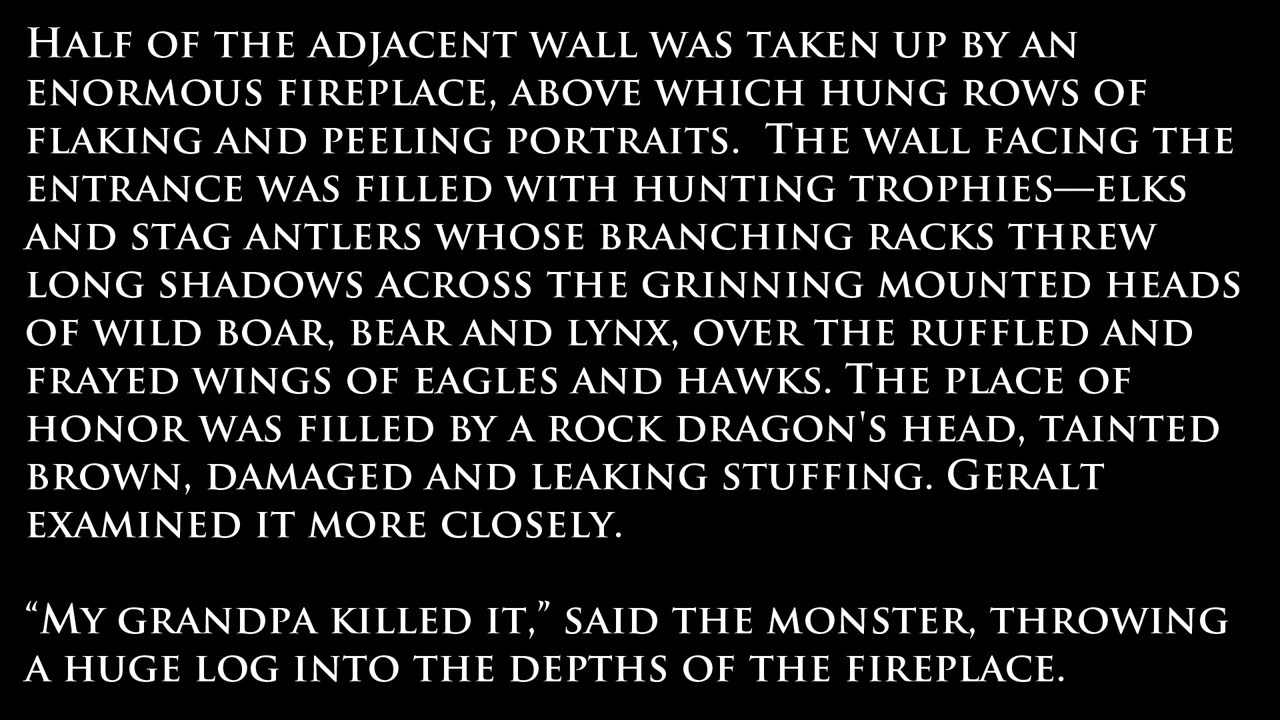 Half of the adjacent wall was taken up by an
enormous fireplace, above which hung rows of
flaking and peeling portraits.  The wall facing the
entrance was filled with hunting trophies—elks
and stag antlers whose branching racks threw
long shadows across the grinning mounted heads
of wild boar, bear and lynx, over the ruffled and
frayed wings of eagles and hawks. The place of
honor was filled by a rock dragon's head, tainted
brown, damaged and leaking stuffing. Geralt
examined it more closely.

“My grandpa killed it,” said the monster, throwing
a huge log into the depths of the fireplace.